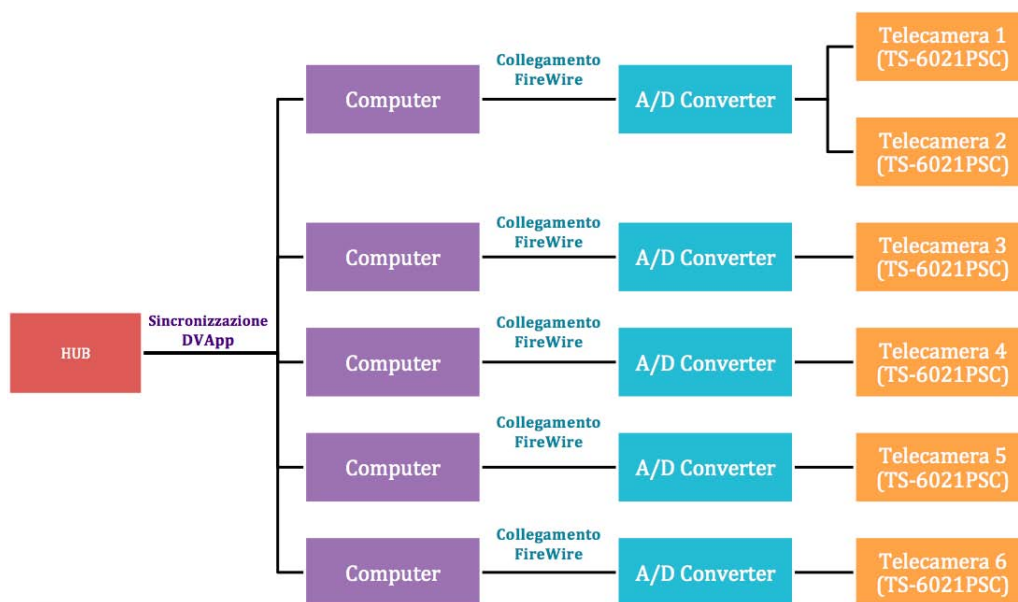 Collegamento
FireWire
Computer
A/D Converter
Telecamera 1
(TS-6021PSC)
Telecamera 2
(TS-6021PSC)
Collegamento
FireWire
Computer
A/D Converter
Telecamera 3
(TS-6021PSC)
Sincronizzazione
DVApp
HUB
Collegamento
FireWire
Computer
A/D Converter
Telecamera 4
(TS-6021PSC)
Collegamento
FireWire
Computer
A/D Converter
Telecamera 5
(TS-6021PSC)
Collegamento
FireWire
Computer
A/D Converter
Telecamera 6
(TS-6021PSC)